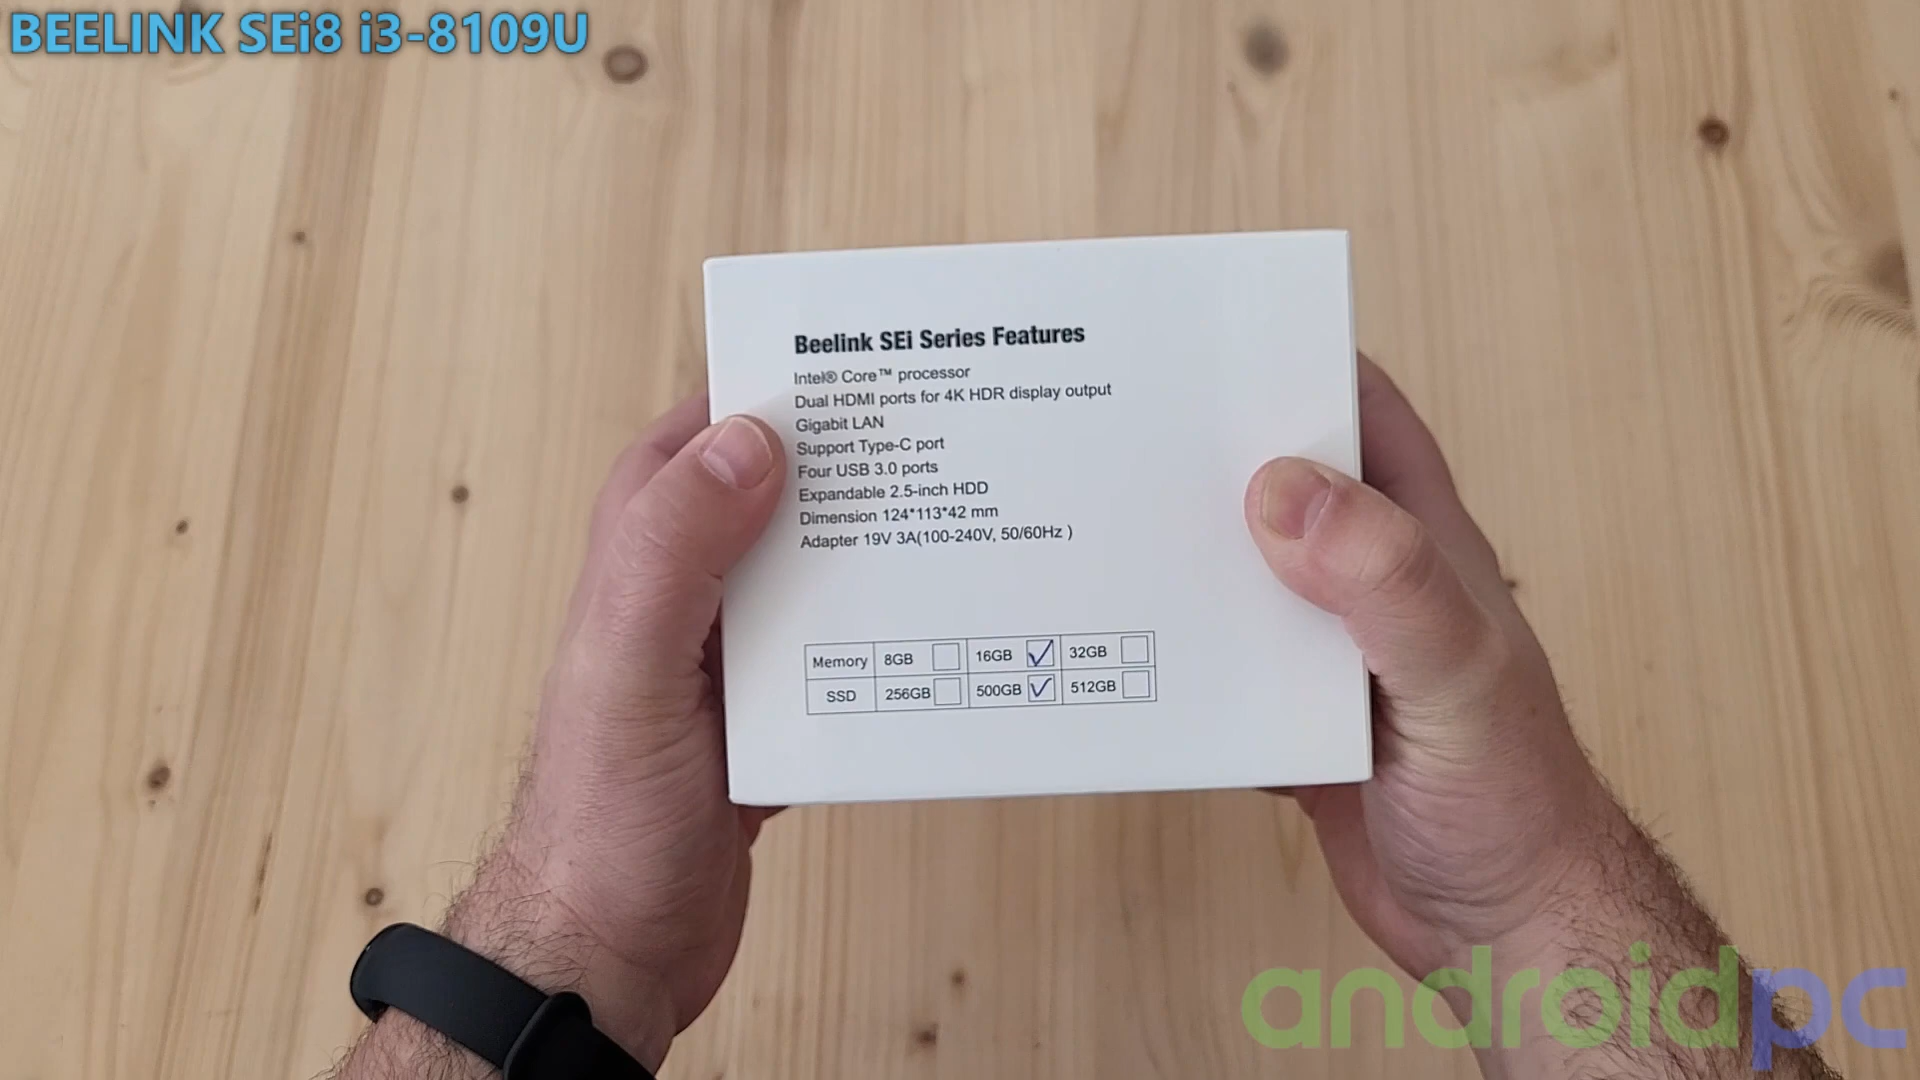 BEELINK SEi8 i3-8109U
Beelink SEi Series Features
Intel® Core™ processor
Dual HDMI ports for 4K HDR display output
Gigabit LAN
Support Type-C port
Four USB 3.0 ports
Expandable 2.5-inch HDD
Dimension 124*113*42 mm
Adapter 19V 3A(100-240V, 50/60Hz )
Memory 8GB 16GB 32GB
SSD 256GB 500GB 512GB
androidpc